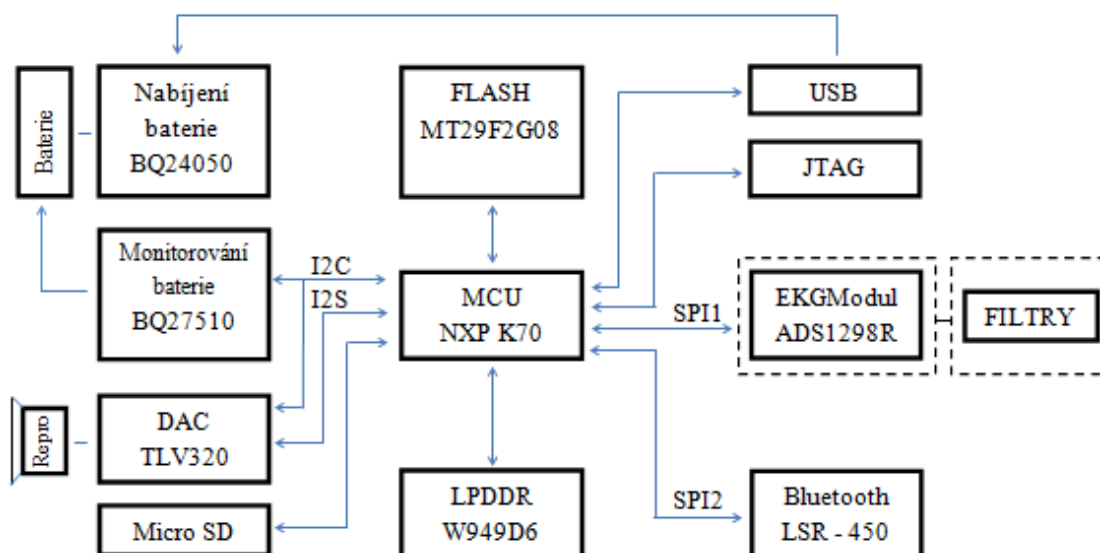 Baterie
Nabíjení
baterie
BQ24050
FLASH
MT29F2G08
USB
JTAG
Monitorování
baterie
BQ27510
I2C
I2S
MCU
NXP K70
SPI1
EKGModul
ADS1298R
FILTRY
Repro
DAC
TLV320
Micro SD
LPDDR
W949D6
SPI2
Bluetooth
LSR - 450